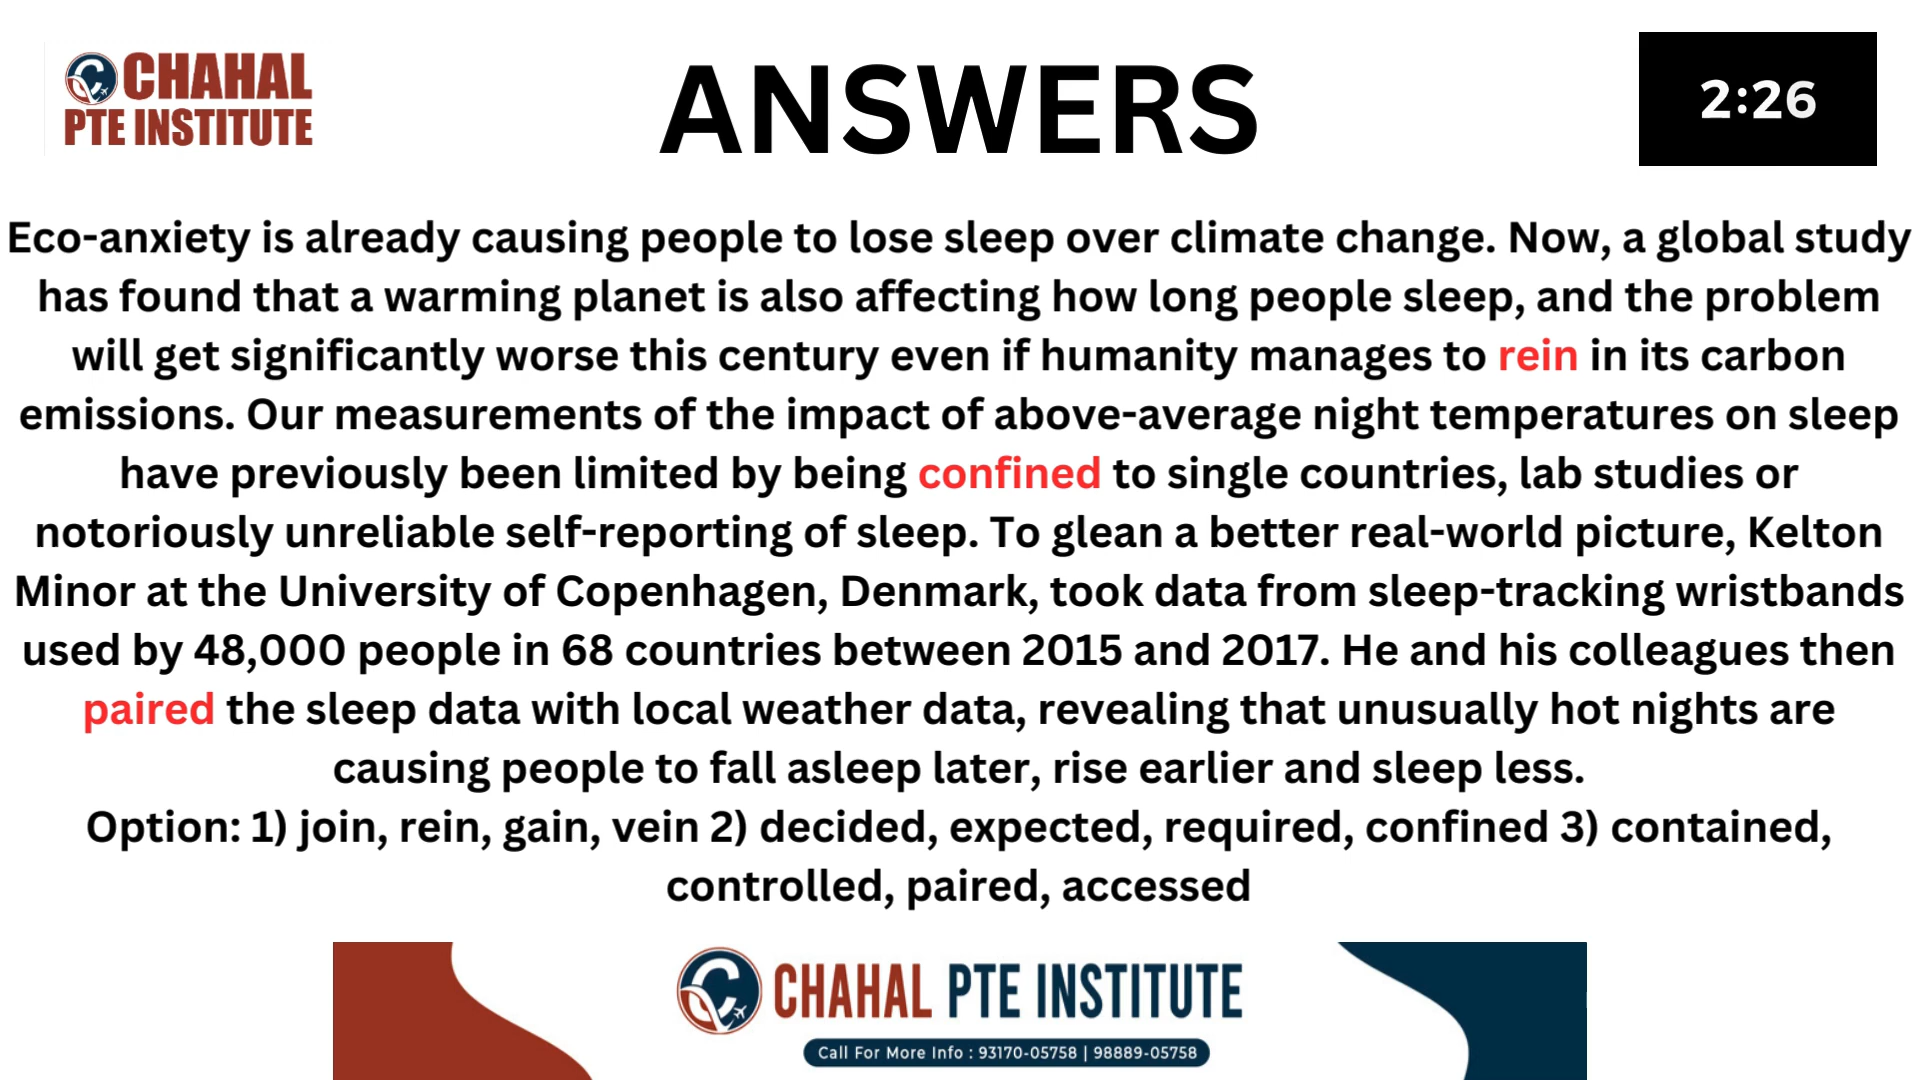 CHAHAL
PTE INSTITUTE
ANSWERS
2:26
Eco-anxiety is already causing people to lose sleep over climate change. Now, a global study
has found that a warming planet is also affecting how long people sleep, and the problem
will get significantly worse this century even if humanity manages to rein in its carbon
emissions. Our measurements of the impact of above-average night temperatures on sleep
have previously been limited by being confined to single countries, lab studies or
notoriously unreliable self-reporting of sleep. To glean a better real-world picture, Kelton
Minor at the University of Copenhagen, Denmark, took data from sleep-tracking wristbands
used by 48,000 people in 68 countries between 2015 and 2017. He and his colleagues then
paired the sleep data with local weather data, revealing that unusually hot nights are
causing people to fall asleep later, rise earlier and sleep less.
Option: 1) join, rein, gain, vein 2) decided, expected, required, confined 3) contained,
controlled, paired, accessed
CHAHAL PTE INSTITUTE
Call For More Info : 93170-05758 | 98889-05758